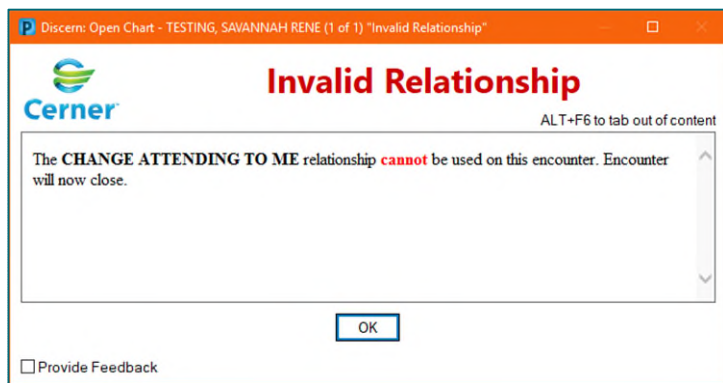 Discern: Open Chart - TESTING, SAVANNAH RENE (1 of 1) "Invalid Relationship"
Cerner
Invalid Relationship
ALT+F6 to tab out of content
The CHANGE ATTENDING TO ME relationship cannot be used on this encounter. Encounter
will now close.
OK
Provide Feedback